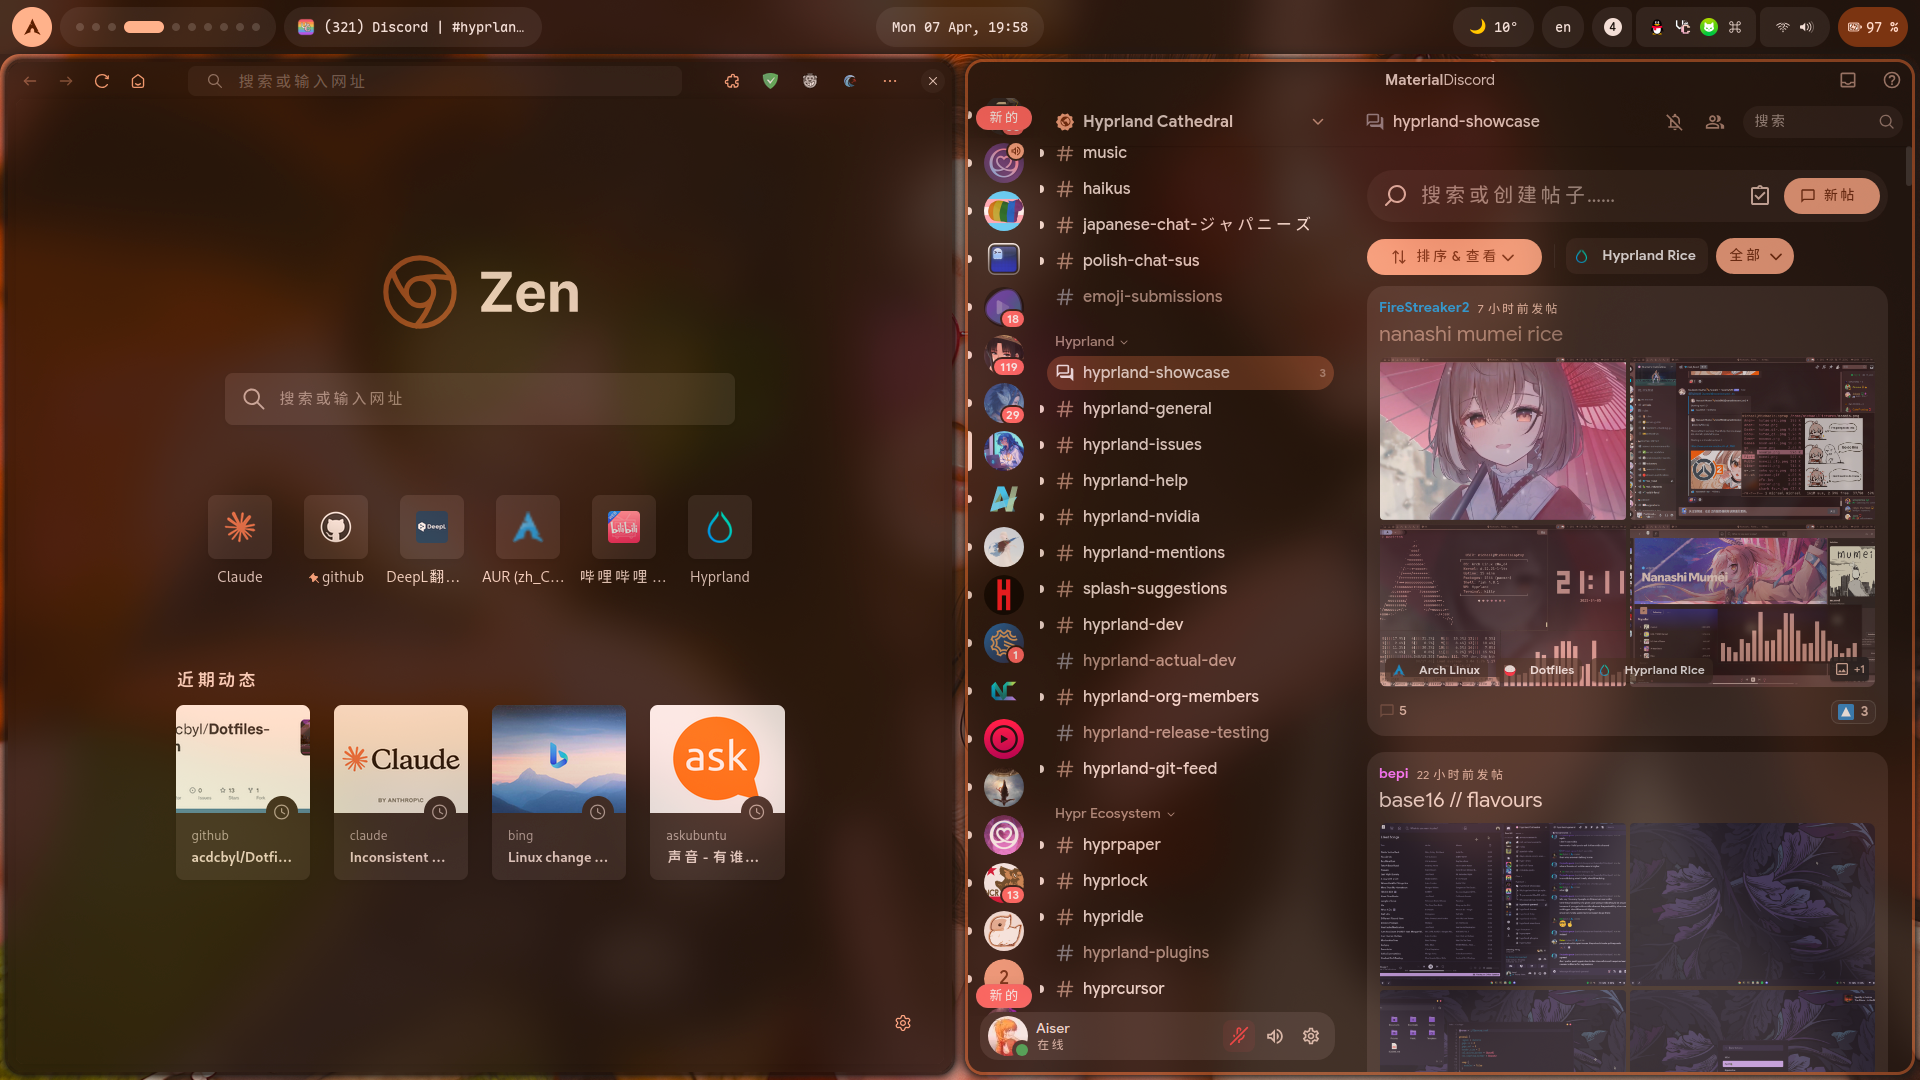 (321) Discord | #hyprlan…
Mon 07 Apr, 19:58
10°
en
4
97 %
搜索或输入网址
Zen
搜索或输入网址
Claude
github
DeepL翻…
AUR (zh_C…
哔哩哔哩 …
Hyprland
近期动态
cbyl/Dotfiles-
Claude
BY ANTHROPIC
ask
github
acdcbyl/Dotfi…
claude
Inconsistent …
bing
Linux change …
askubuntu
声音 - 有谁…
MaterialDiscord
新的
18
119
29
1
13
2
新的
Hyprland Cathedral
music
haikus
japanese-chat-ジャパニーズ
polish-chat-sus
emoji-submissions
Hyprland
hyprland-showcase
3
hyprland-general
hyprland-issues
hyprland-help
hyprland-nvidia
hyprland-mentions
splash-suggestions
hyprland-dev
hyprland-actual-dev
hyprland-org-members
hyprland-release-testing
hyprland-git-feed
Hypr Ecosystem
hyprpaper
hyprlock
hypridle
hyprland-plugins
hyprcursor
Aiser
在线
hyprland-showcase
搜索
搜索或创建帖子……
新帖
排序 & 查看
Hyprland Rice
全部
FireStreaker2 7 小时前发帖
nanashi mumei rice
21:11
Nanashi Mumei
mumei
Arch Linux
Dotfiles
Hyprland Rice
+1
5
3
bepi 22 小时前发帖
base16 // flavours